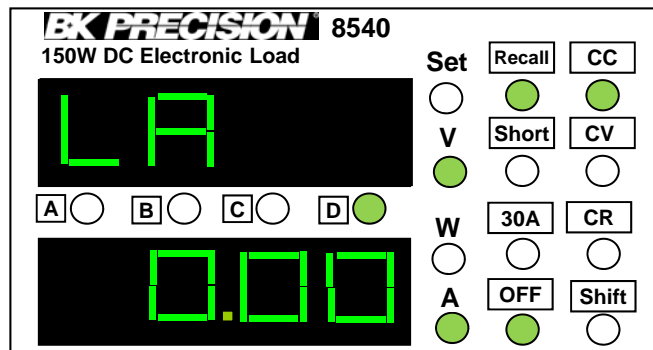 BK PRECISION® 8540
150W DC Electronic Load
Set Recall CC
LA
V Short CV
A B C D
W 30A CR
0.00
A OFF Shift